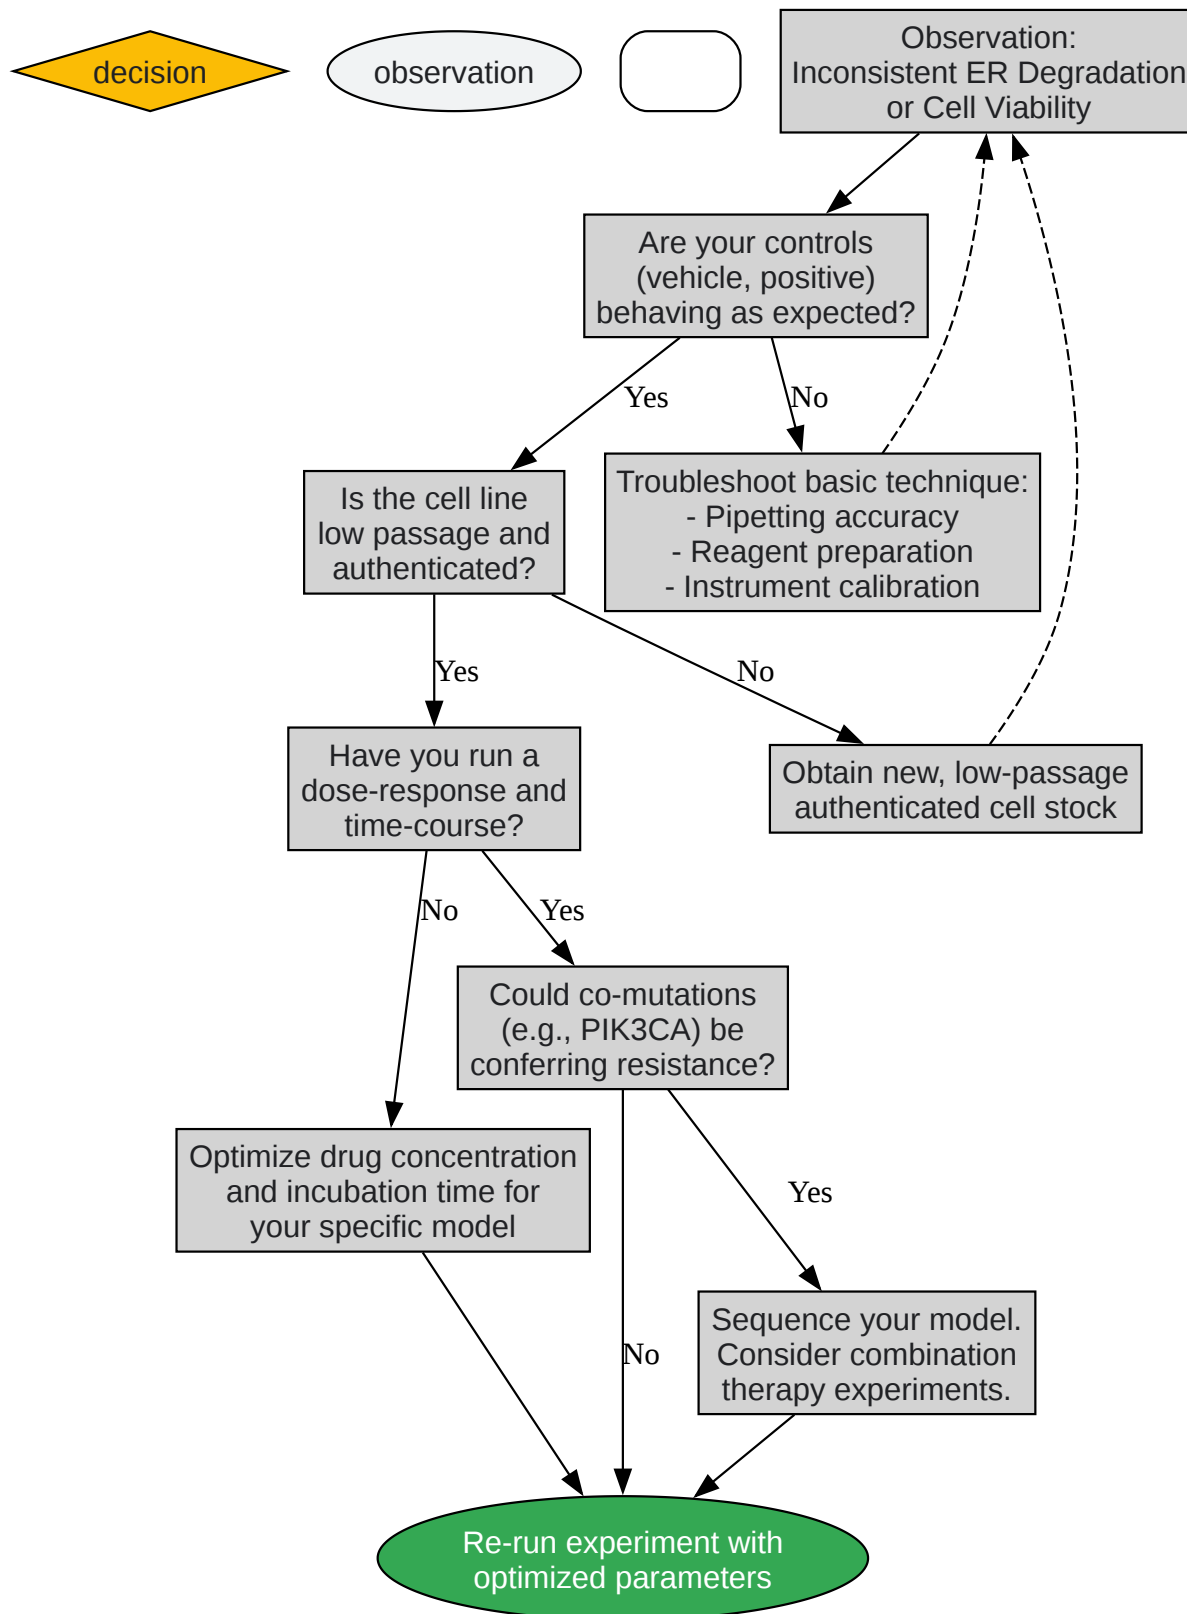 decision
observation
Observation:
Inconsistent ER Degradation
or Cell Viability
Are your controls
(vehicle, positive)
behaving as expected?
Yes
No
Is the cell line
low passage and
authenticated?
Troubleshoot basic technique:
- Pipetting accuracy
- Reagent preparation
- Instrument calibration
Yes
No
Have you run a
dose-response and
time-course?
Obtain new, low-passage
authenticated cell stock
No
Yes
Could co-mutations
(e.g., PIK3CA) be
conferring resistance?
Optimize drug concentration
and incubation time for
your specific model
Yes
No
Sequence your model.
Consider combination
therapy experiments.
Re-run experiment with
optimized parameters